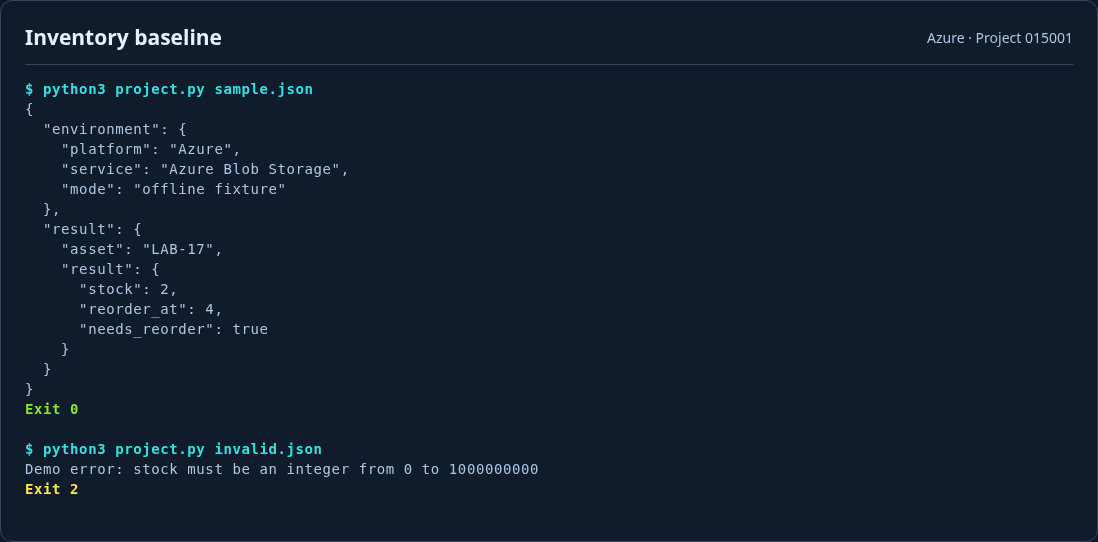 Inventory baseline
Azure · Project 015001
$ python3 project.py sample.json
{
  "environment": {
    "platform": "Azure",
    "service": "Azure Blob Storage",
    "mode": "offline fixture"
  },
  "result": {
    "asset": "LAB-17",
    "result": {
      "stock": 2,
      "reorder_at": 4,
      "needs_reorder": true
    }
  }
}
Exit 0
$ python3 project.py invalid.json
Demo error: stock must be an integer from 0 to 1000000000
Exit 2